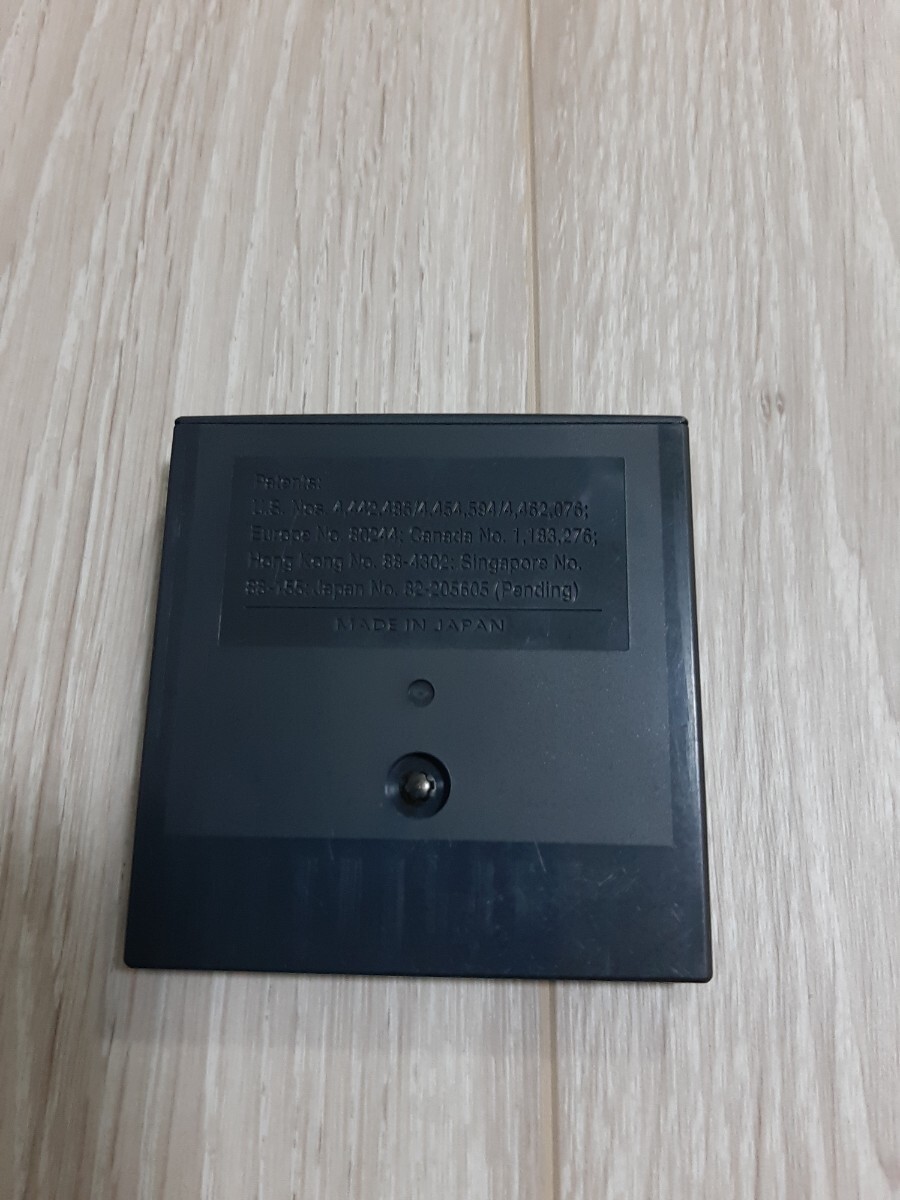 Patents:
U.S. Nos. 4,442,486/4,454,594/4,462,076;
Europe No. 80244; Canada No. 1,183,276;
Hong Kong No. 88-4302; Singapore No.
88-155; Japan No. 82-205605 (Pending)
MADE IN JAPAN